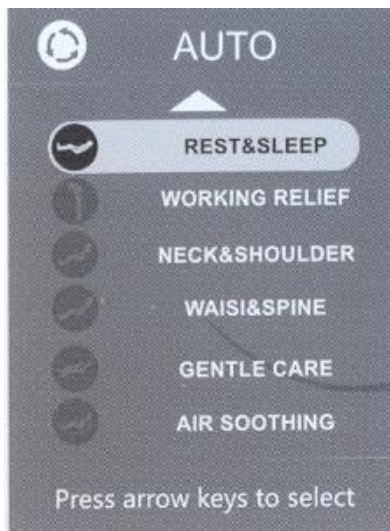 AUTO
REST&SLEEP
WORKING RELIEF
NECK&SHOULDER
WAISI&SPINE
GENTLE CARE
AIR SOOTHING
Press arrow keys to select